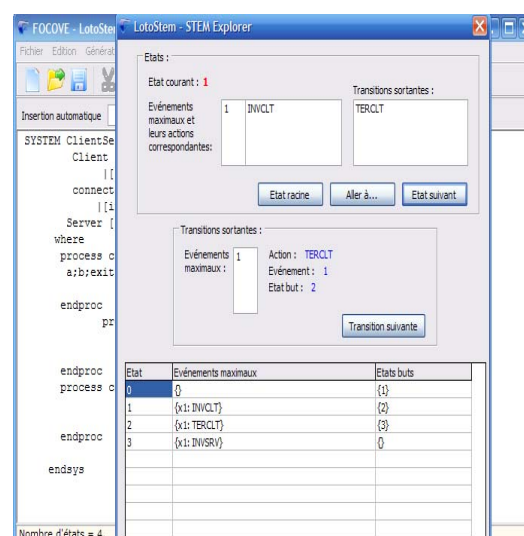 FOCOVE - LotoSte
LotoStem - STEM Explorer
Fichier Edition Générat
Insertion automatique
SYSTEM ClientSe
Client
|[
connect
|[i
Server [
where
process c
a;b;exit
endproc
pr
endproc
process c
endproc
endsys
Nombre d'états = 4
Etats :
Etat courant : 1
Transitions sortantes :
Evénements maximaux et leurs actions correspondantes:
1 INVCLT
TERCLT
Etat racine
Aller à...
Etat suivant
Transitions sortantes :
Evénements maximaux :
1
Action : TERCLT
Evénement : 1
Etat but : 2
Transition suivante
Etat Evénements maximaux Etats buts
0 {} {1}
1 {x1: INVCLT} {2}
2 {x1: TERCLT} {3}
3 {x1: INVSRV} {}